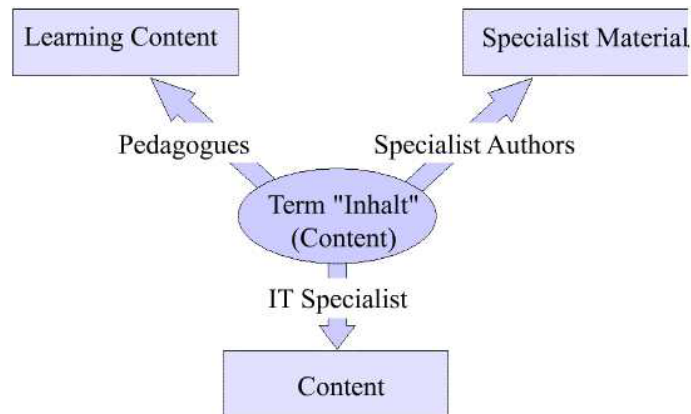 Learning Content
Specialist Material
Pedagogues
Specialist Authors
Term "Inhalt"
(Content)
IT Specialist
Content